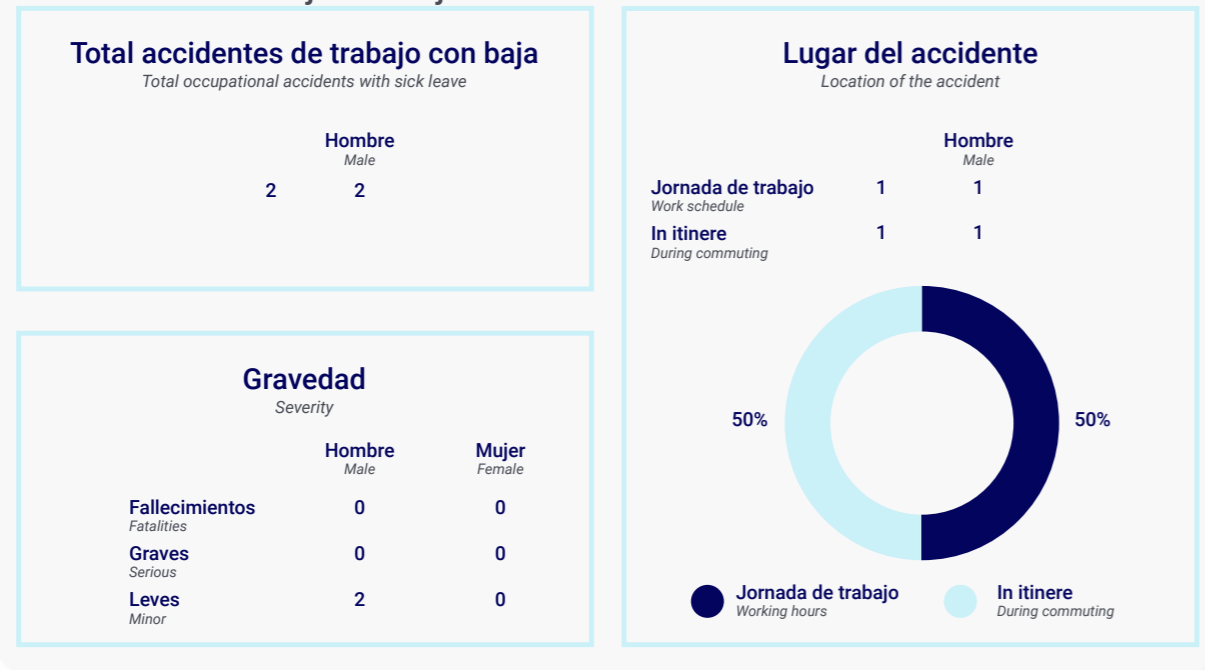 Total accidentes de trabajo con baja
Total occupational accidents with sick leave
Hombre
Male
2 2
Gravedad
Severity
Hombre Mujer
Male Female
Fallecimientos 0 0
Fatalities
Graves 0 0
Serious
Leves 2 0
Minor
Lugar del accidente
Location of the accident
Hombre
Male
Jornada de trabajo 1 1
Work schedule
In itinere 1 1
During commuting
50% 50%
Jornada de trabajo In itinere
Working hours During commuting